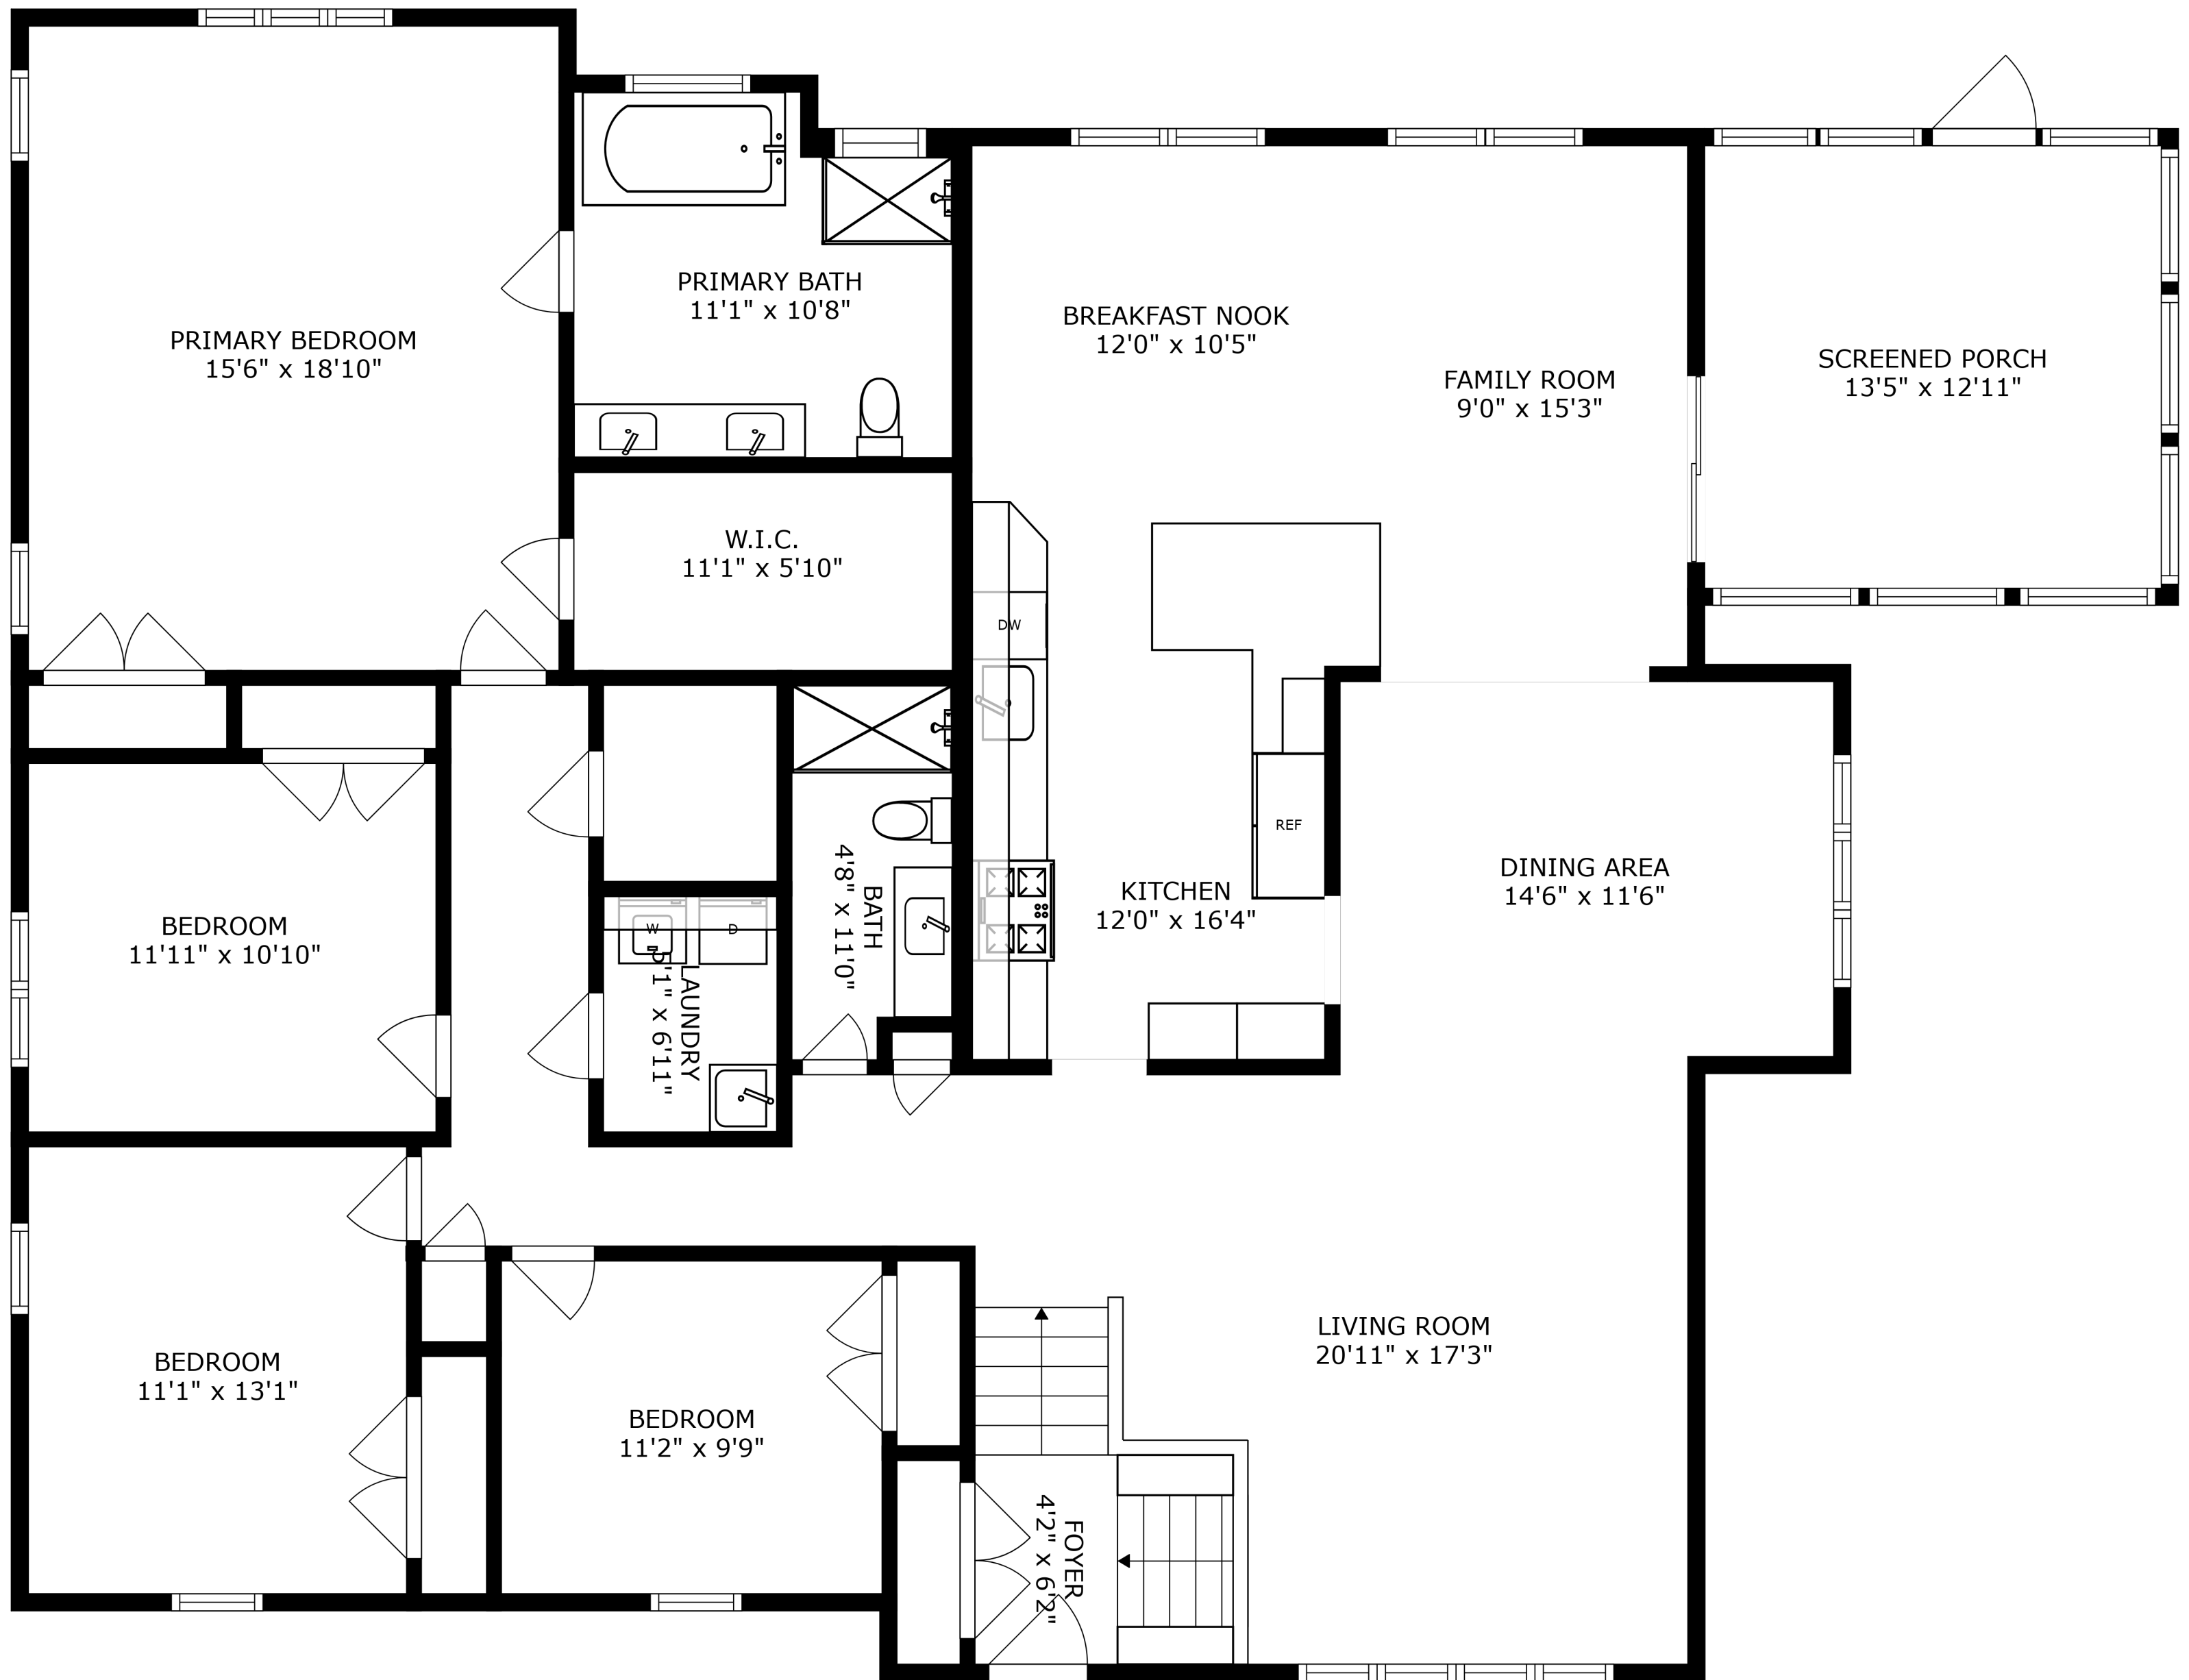 PRIMARY BEDROOM
15'6" x 18'10"
PRIMARY BATH
11'1" x 10'8"
BREAKFAST NOOK
12'0" x 10'5"
FAMILY ROOM
9'0" x 15'3"
SCREENED PORCH
13'5" x 12'11"
W.I.C.
11'1" x 5'10"
DW
REF
KITCHEN
12'0" x 16'4"
DINING AREA
14'6" x 11'6"
BATH
4'8" x 11'0"
BEDROOM
11'11" x 10'10"
W
D
LAUNDRY
5'1" x 6'11"
LIVING ROOM
20'11" x 17'3"
BEDROOM
11'1" x 13'1"
BEDROOM
11'2" x 9'9"
FOYER
4'2" x 6'2"